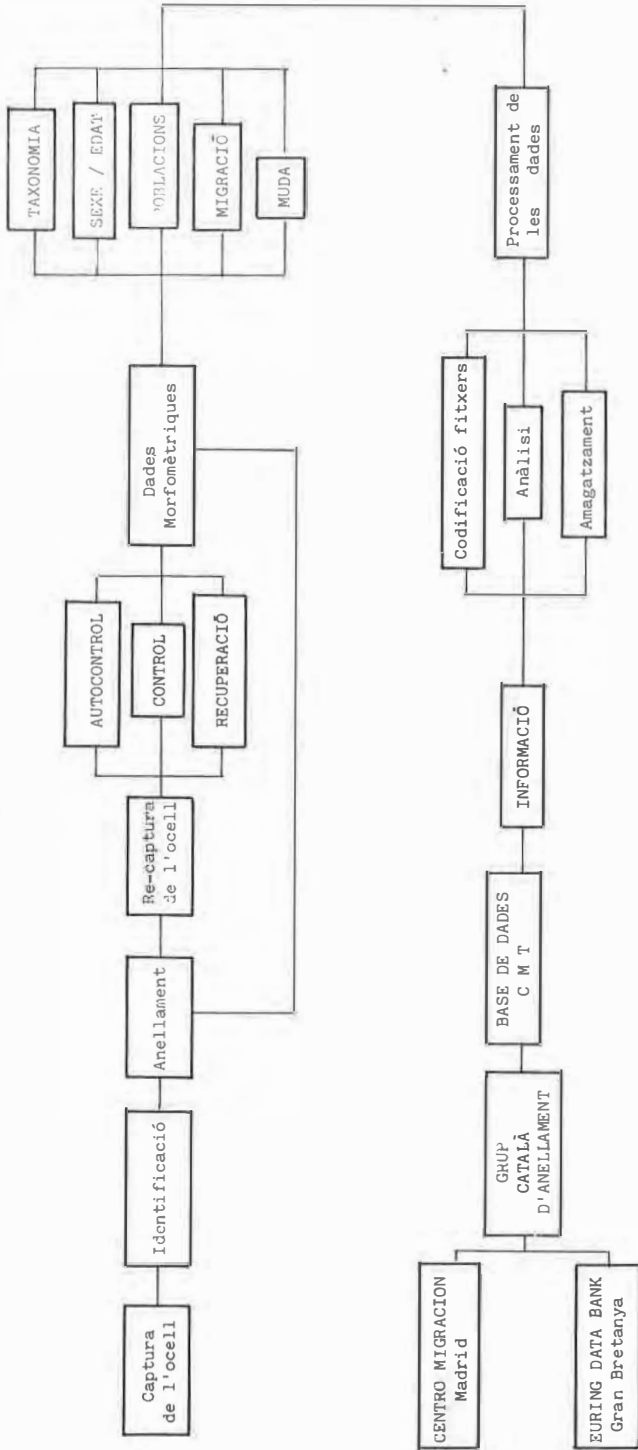 Captura
de l'ocell
Identificació
Anellament
Re-captura
de l'ocell
AUTOCONTROL
CONTROL
RECUPERACIÓ
Dades
Morfomètriques
TAXONOMIA
SEXE / EDAT
POBLACIONS
MIGRACIÓ
MUDA
Processament de
les dades
Codificació fitxers
Anàlisi
Amagatzament
INFORMACIÓ
BASE DE DADES
C M T
GRUP
CATALÀ
D'ANELLAMENT
CENTRO MIGRACION
Madrid
EURING DATA BANK
Gran Bretanya